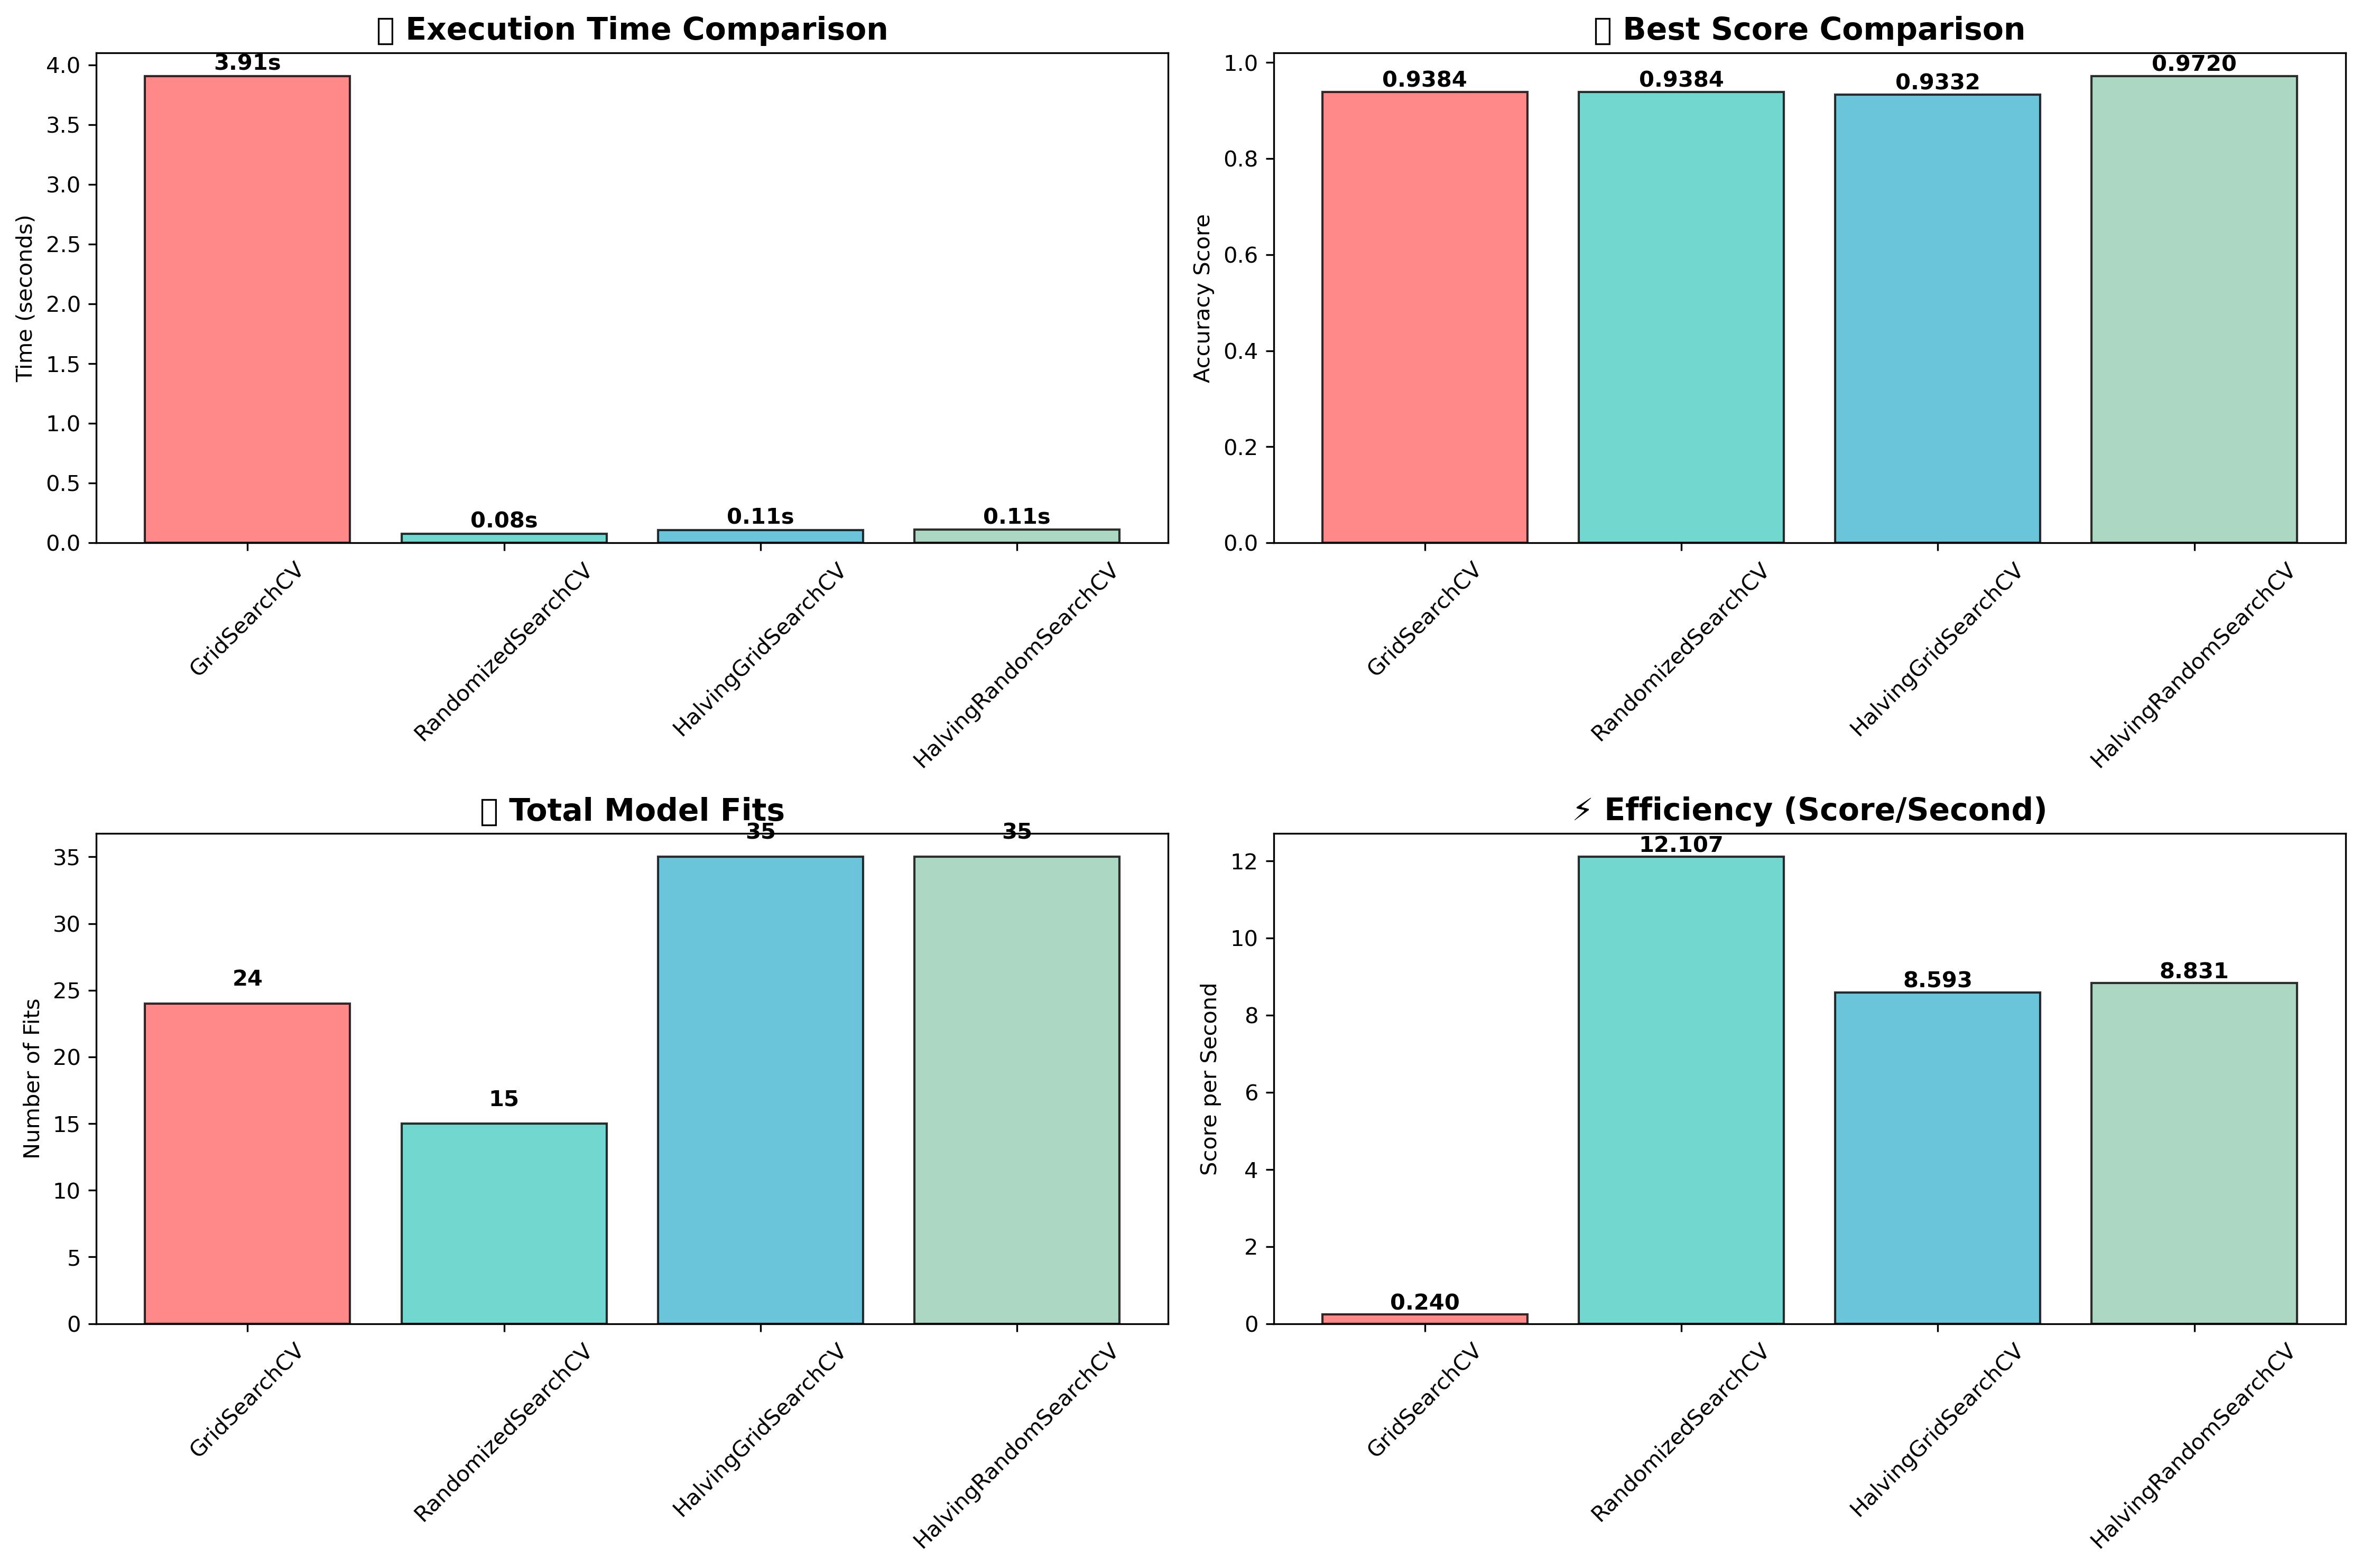 Execution Time Comparison
Time (seconds)
4.0
3.5
3.0
2.5
2.0
1.5
1.0
0.5
0.0
3.91s
0.08s
0.11s
0.11s
GridSearchCV
RandomizedSearchCV
HalvingGridSearchCV
HalvingRandomSearchCV
Best Score Comparison
Accuracy Score
1.0
0.8
0.6
0.4
0.2
0.0
0.9384
0.9384
0.9332
0.9720
GridSearchCV
RandomizedSearchCV
HalvingGridSearchCV
HalvingRandomSearchCV
Total Model Fits
Number of Fits
35
30
25
20
15
10
5
0
24
15
35
35
GridSearchCV
RandomizedSearchCV
HalvingGridSearchCV
HalvingRandomSearchCV
⚡ Efficiency (Score/Second)
Score per Second
12
10
8
6
4
2
0
0.240
12.107
8.593
8.831
GridSearchCV
RandomizedSearchCV
HalvingGridSearchCV
HalvingRandomSearchCV